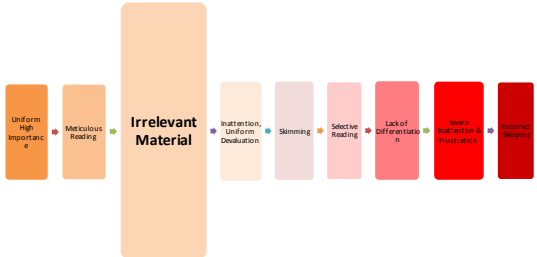 Uniform
High
Importanc
e
Meticulous
Reading
Irrelevant
Material
Inattention,
Uniform
Devaluation
Skimming
Selective
Reading
Lack of
Differentiatio
n
Severe
Inattention &
Frustration
Incorrect
Skipping